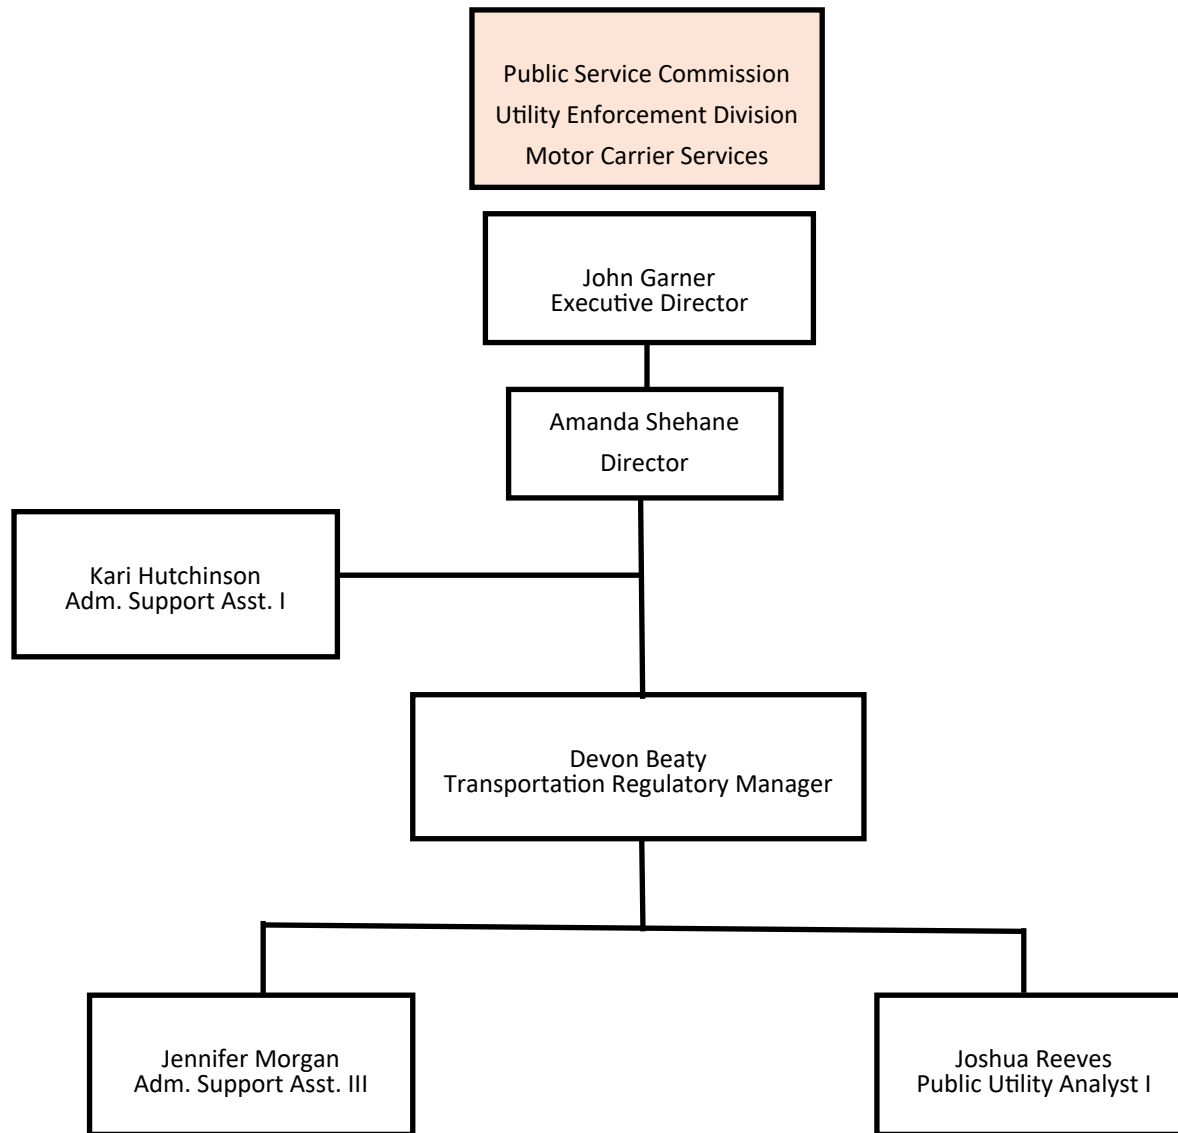 Public Service Commission
Utility Enforcement Division
Motor Carrier Services
John Garner
Executive Director
Amanda Shehane
Director
Kari Hutchinson
Adm. Support Asst. I
Devon Beaty
Transportation Regulatory Manager
Jennifer Morgan
Adm. Support Asst. III
Joshua Reeves
Public Utility Analyst I